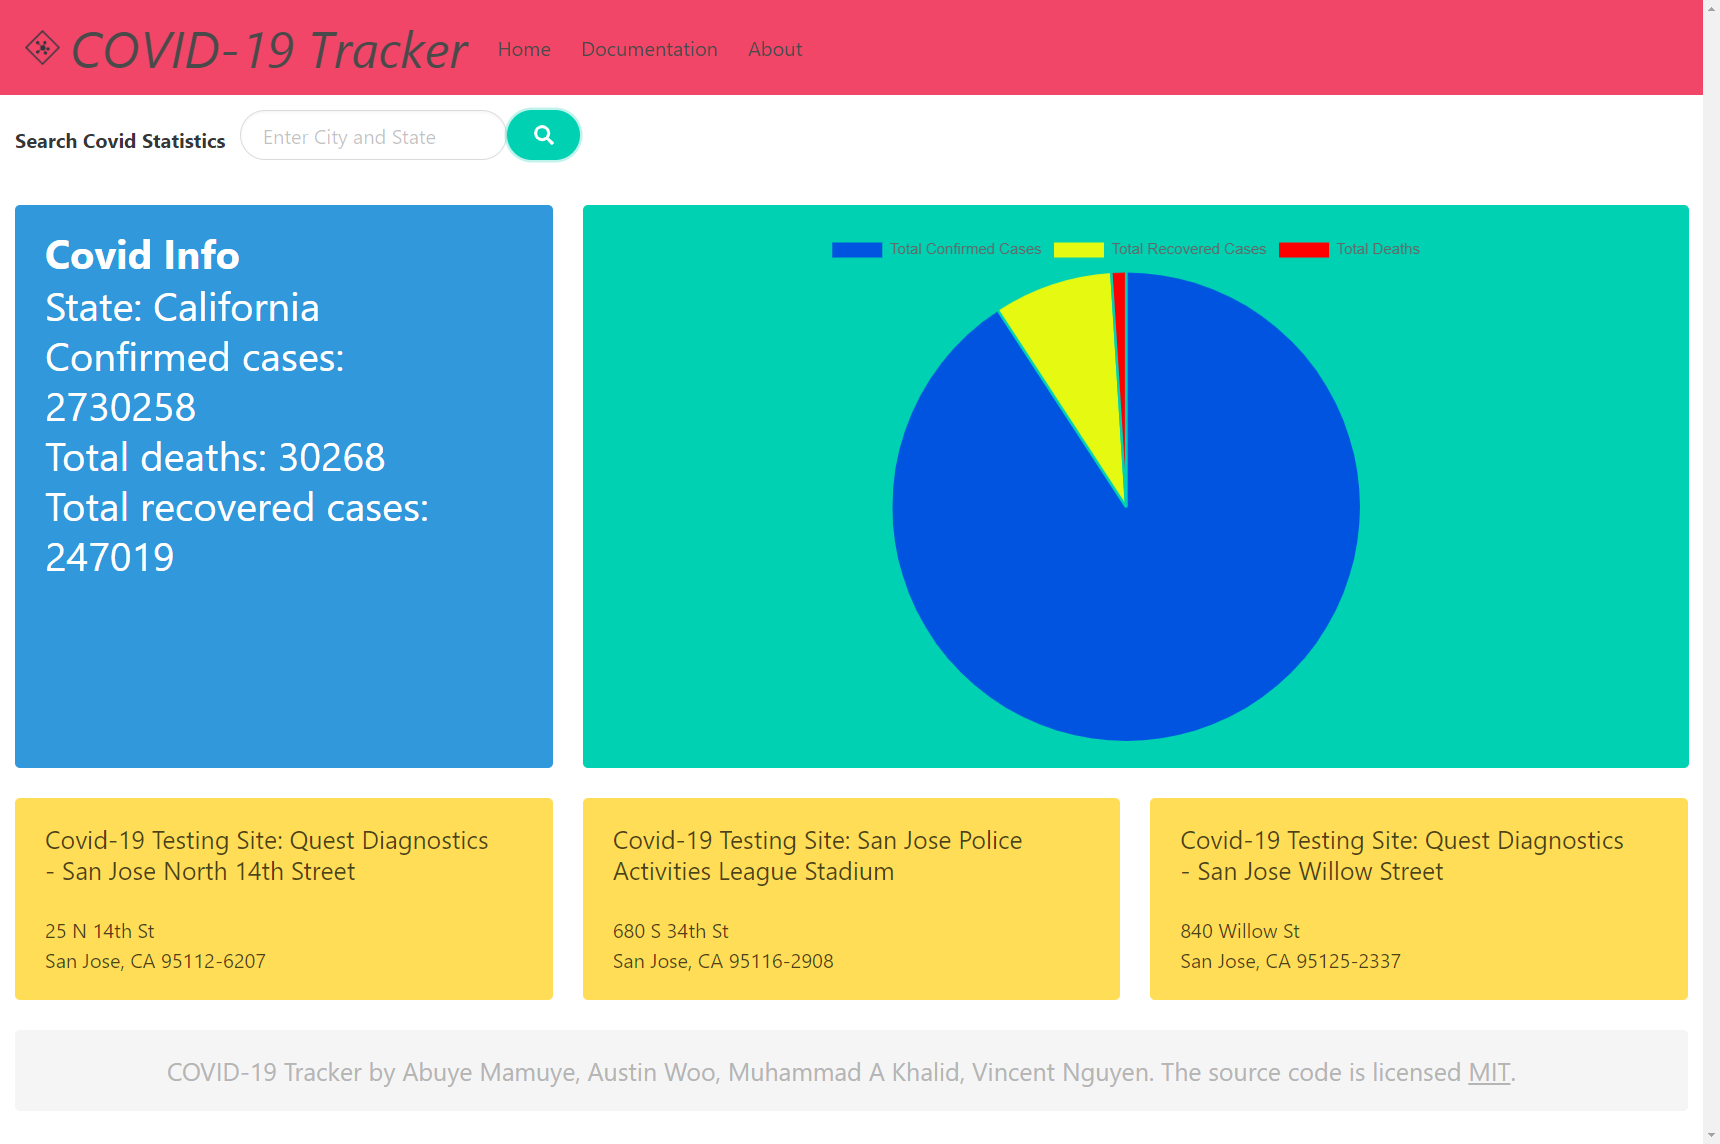 COVID-19 Tracker Home Documentation About
Search Covid Statistics Enter City and State
Covid Info
State: California
Confirmed cases:
2730258
Total deaths: 30268
Total recovered cases:
247019
Total Confirmed Cases Total Recovered Cases Total Deaths
Covid-19 Testing Site: Quest Diagnostics
- San Jose North 14th Street
25 N 14th St
San Jose, CA 95112-6207
Covid-19 Testing Site: San Jose Police
Activities League Stadium
680 S 34th St
San Jose, CA 95116-2908
Covid-19 Testing Site: Quest Diagnostics
- San Jose Willow Street
840 Willow St
San Jose, CA 95125-2337
COVID-19 Tracker by Abuye Mamuye, Austin Woo, Muhammad A Khalid, Vincent Nguyen. The source code is licensed MIT.